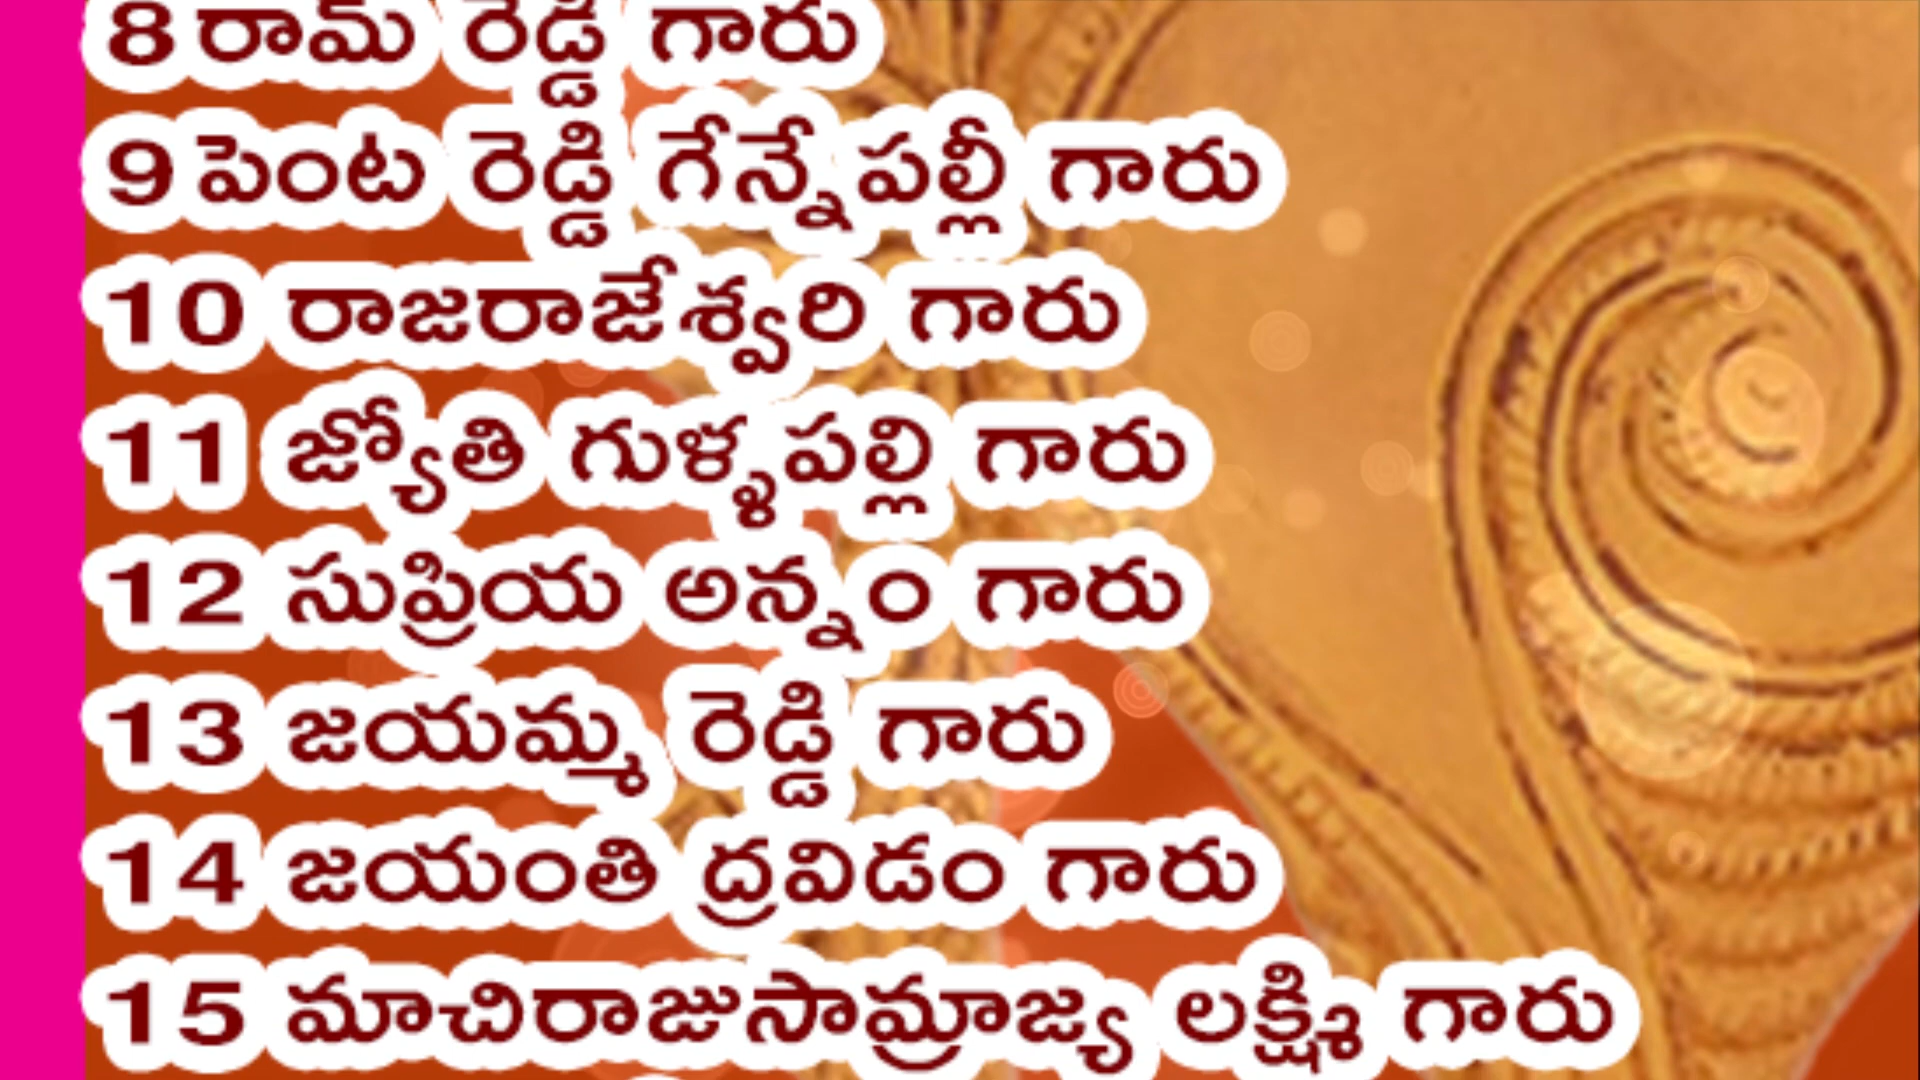 8 రామ్ రెడ్డి గారు
9 పెంట రెడ్డి గేన్నేపల్లీ గారు
10 రాజరాజేశ్వరి గారు
11 జ్యోతి గుళ్ళపల్లి గారు
12 సుప్రియ అన్నం గారు
13 జయమ్మ రెడ్డి గారు
14 జయంతి ద్రవిడం గారు
15 మాచిరాజుసామ్రాజ్య లక్ష్మి గారు